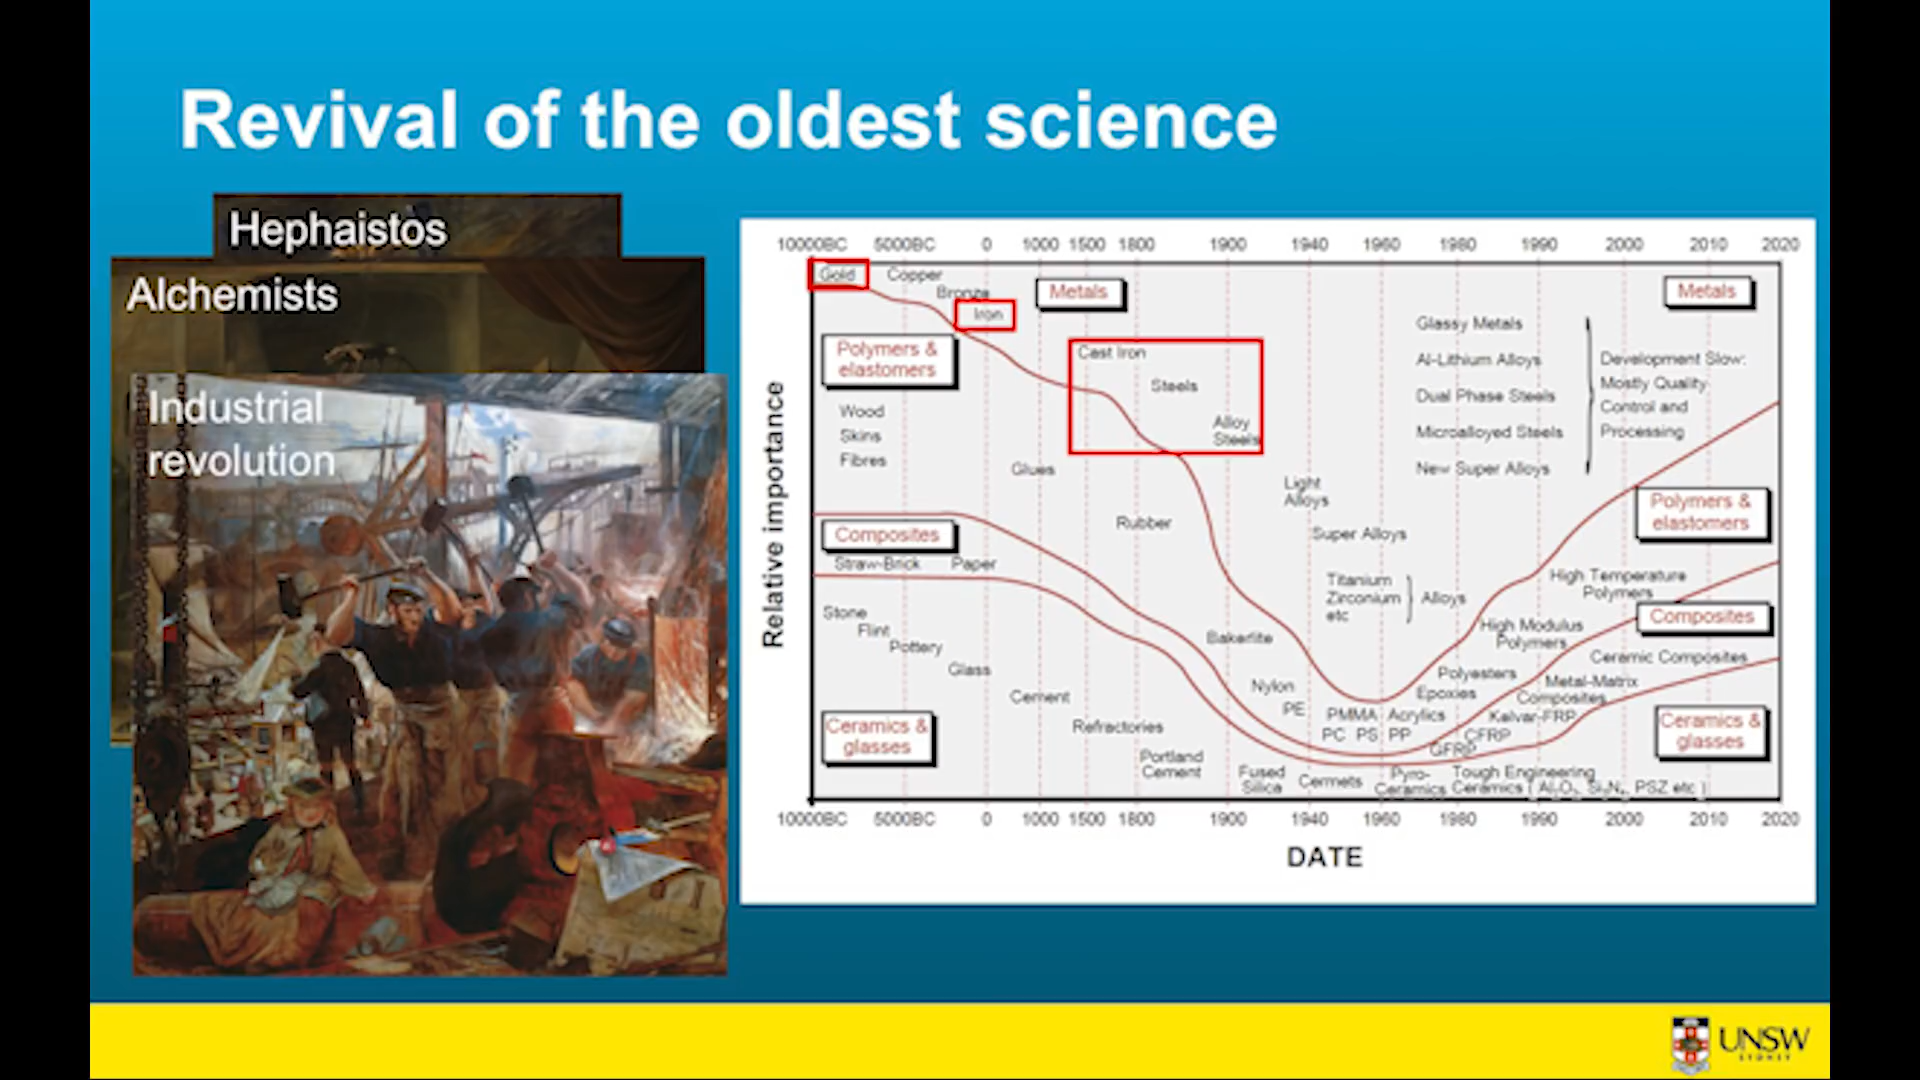 Revival of the oldest science
Hephaistos
Alchemists
Industrial
revolution
10000BC 5000BC 0 1000 1500 1800 1900 1940 1960 1980 1990 2000 2010 2020
Gold
Copper
Bronze
Iron
Metals
Metals
Polymers &
elastomers
Wood
Skins
Fibres
Glues
Cast Iron
Steels
Alloy
Steels
Rubber
Light
Alloys
Super Alloys
Titanium
Zirconium
etc
Alloys
Glassy Metals
Al-Lithium Alloys
Dual Phase Steels
Microalloyed Steels
New Super Alloys
Development Slow:
Mostly Quality
Control and
Processing
Polymers &
elastomers
Composites
Straw-Brick Paper
Stone
Flint
Pottery
Glass
Cement
Refractories
Portland
Cement
Ceramics &
glasses
Bakerlite
Nylon
PE
PMMA Acrylics
PC PS PP
Polyesters
Epoxies
High Modulus
Polymers
High Temperature
Polymers
Composites
Ceramic Composites
Metal-Matrix
Composites
Kelvar-FRP
CFRP
GFRP
Ceramics &
glasses
Fused
Silica
Cermets
Pyro-
Ceramics
Tough Engineering
Ceramics ( Al₂O₃, Si₃N₄, PSZ etc )
Relative importance
10000BC 5000BC 0 1000 1500 1800 1900 1940 1960 1980 1990 2000 2010 2020
DATE
UNSW
SYDNEY